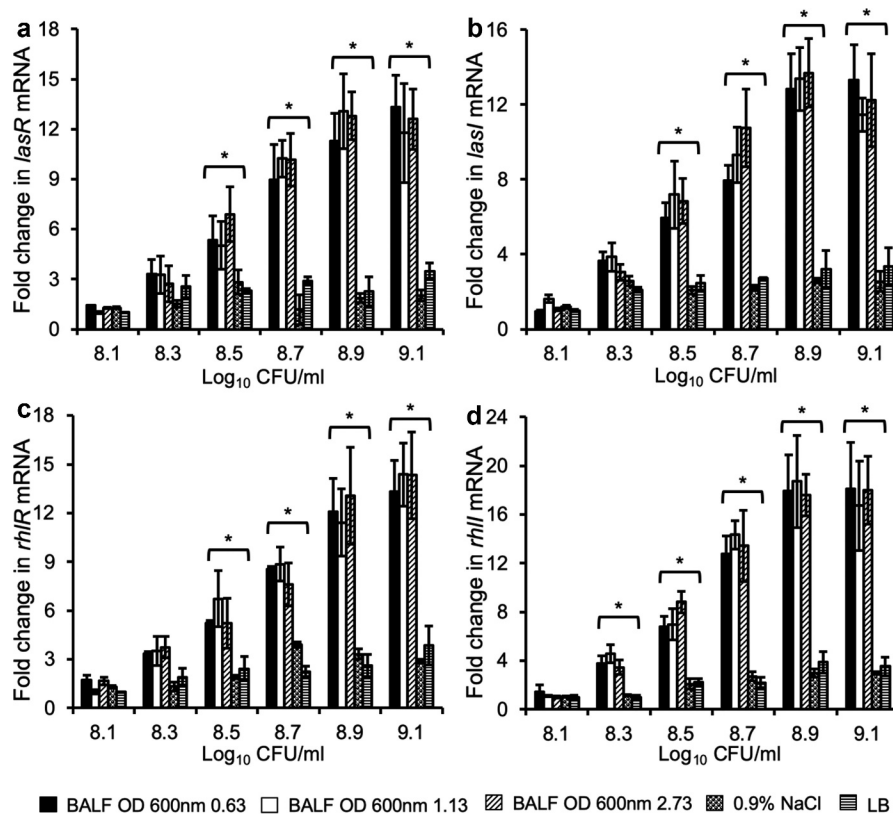 a
Fold change in lasR mRNA
18
15
12
9
6
3
0
* * * *
8.1 8.3 8.5 8.7 8.9 9.1
Log10 CFU/ml
b
Fold change in lasI mRNA
16
12
8
4
0
* * * *
8.1 8.3 8.5 8.7 8.9 9.1
Log10 CFU/ml
c
Fold change in rhlR mRNA
18
15
12
9
6
3
0
* * * *
8.1 8.3 8.5 8.7 8.9 9.1
Log10 CFU/ml
d
Fold change in rhlI mRNA
24
20
16
12
8
4
0
* * * * *
8.1 8.3 8.5 8.7 8.9 9.1
Log10 CFU/ml
BALF OD 600nm 0.63 BALF OD 600nm 1.13 BALF OD 600nm 2.73 0.9% NaCl LB